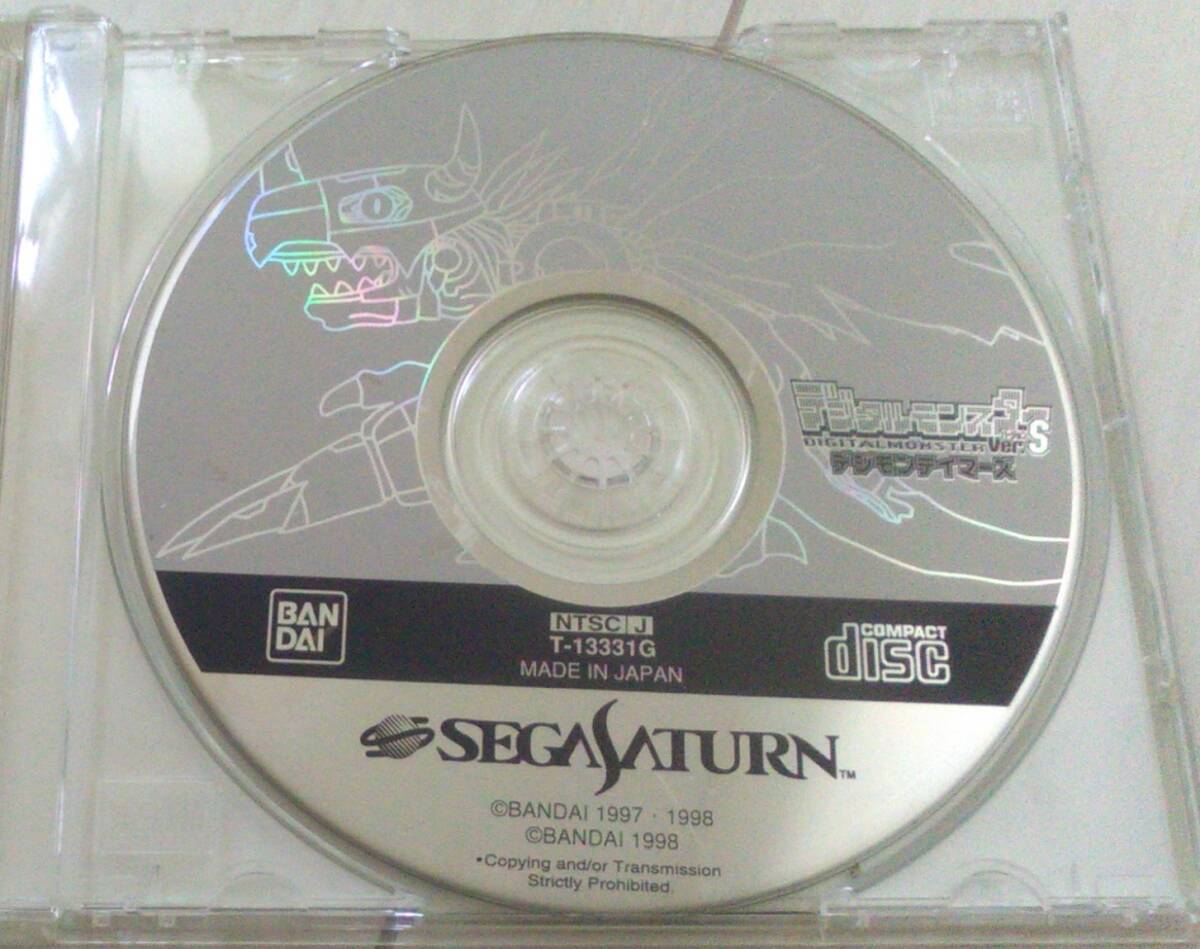 デジタルモンスター
DIGITALMONSTER Ver.S
デジモンテイマーズ
BAN
DAI
NTSC J
T-13331G
MADE IN JAPAN
COMPACT
disc
SEGASATURN™
©BANDAI 1997 · 1998
©BANDAI 1998
•Copying and/or Transmission
Strictly Prohibited.